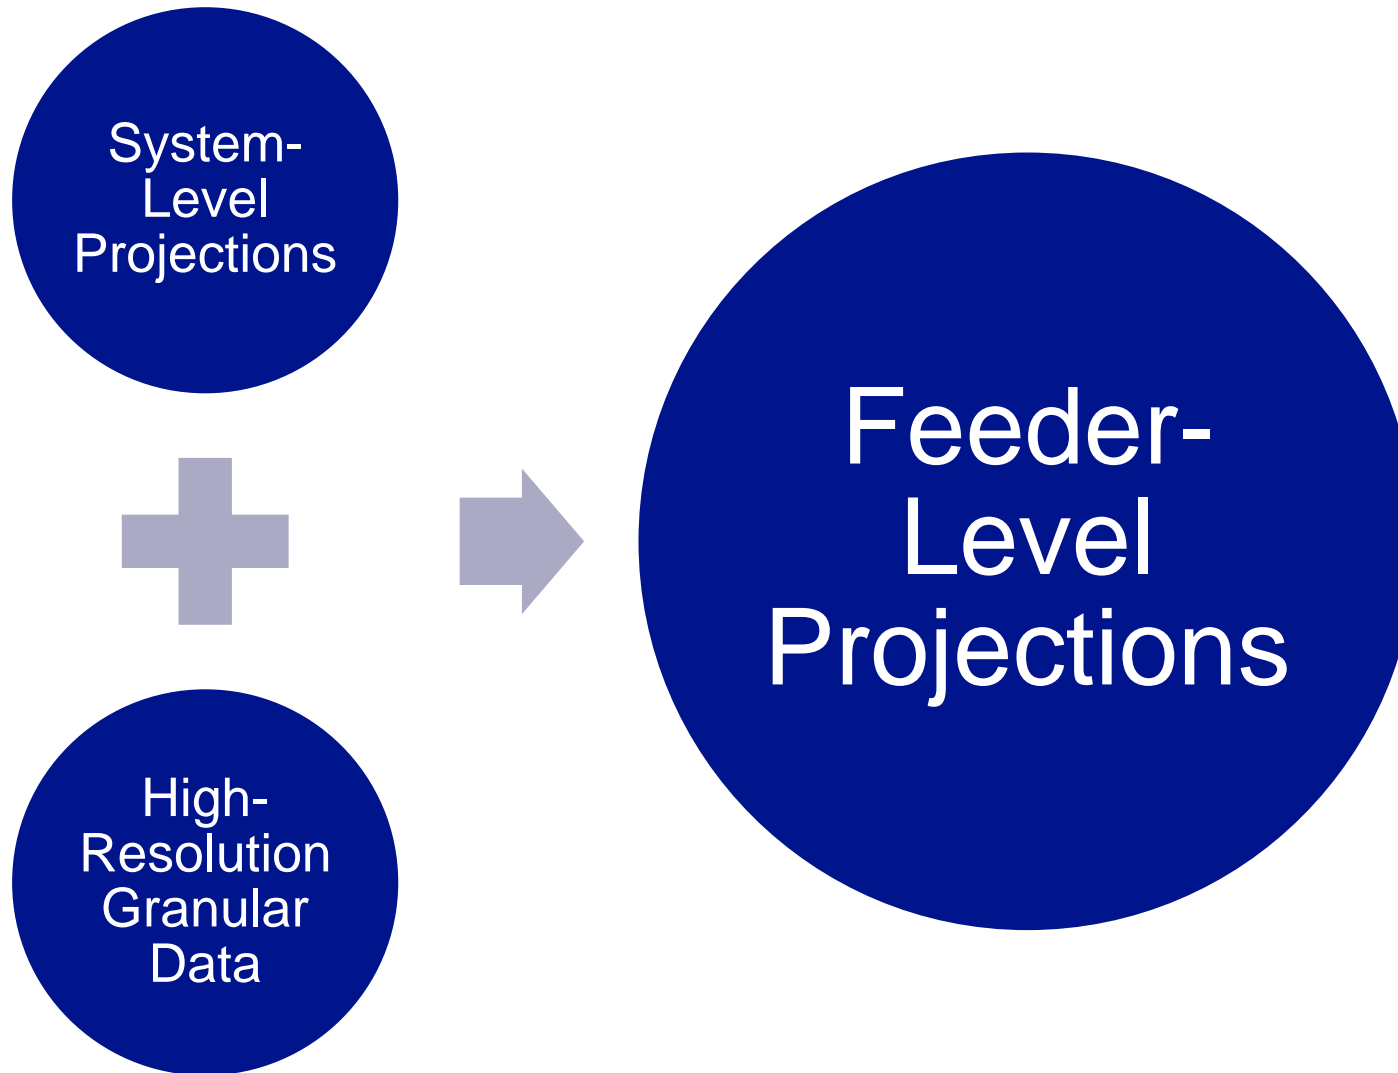 System-
Level
Projections
High-
Resolution
Granular
Data
Feeder-
Level
Projections